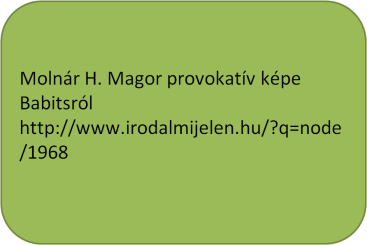 Molnár H. Magor provokatív képe
Babitsról
http://www.irodalmijelen.hu/?q=node
/1968